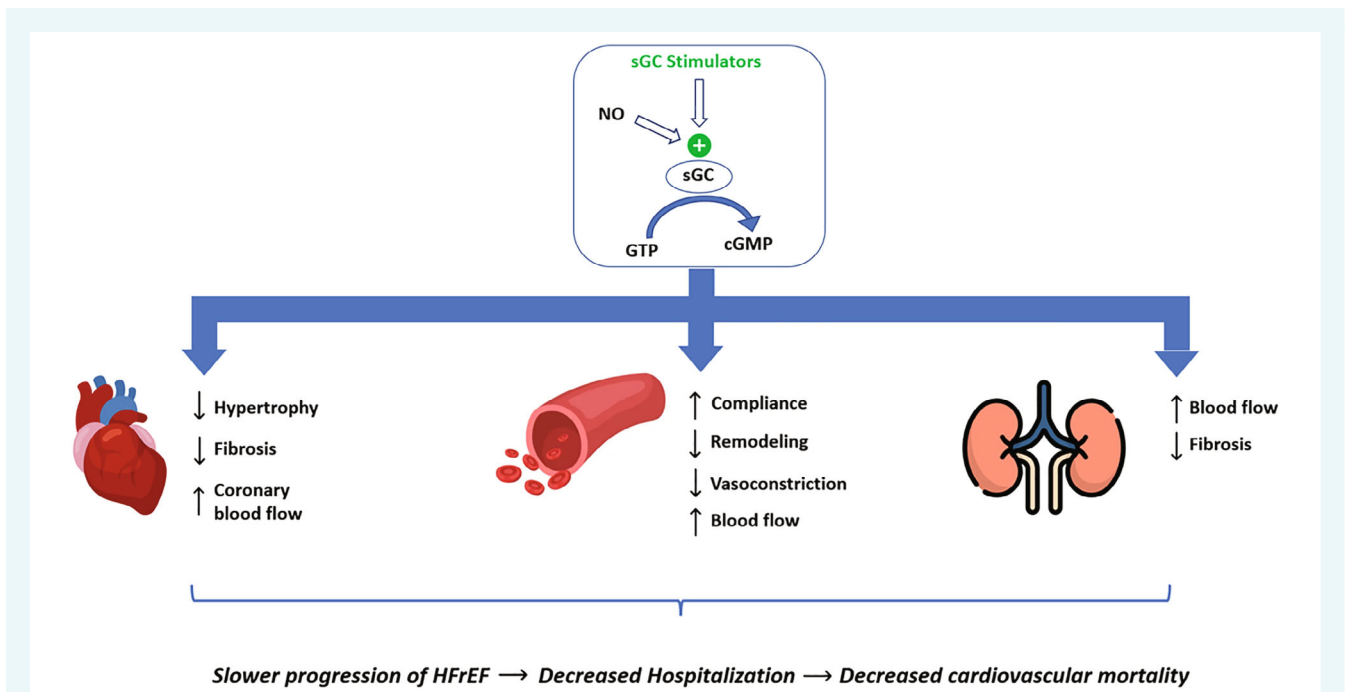 sGC Stimulators
NO
+
sGC
GTP
cGMP
↓ Hypertrophy
↓ Fibrosis
↑ Coronary
blood flow
↑ Compliance
↓ Remodeling
↓ Vasoconstriction
↑ Blood flow
↑ Blood flow
↓ Fibrosis
Slower progression of HFrEF → Decreased Hospitalization → Decreased cardiovascular mortality